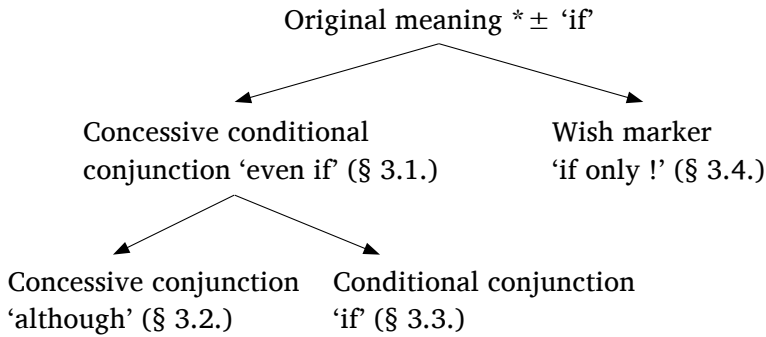 Original meaning * ± ‘if’
Concessive conditional
conjunction ‘even if’ (§ 3.1.)
Wish marker
‘if only !’ (§ 3.4.)
Concessive conjunction
‘although’ (§ 3.2.)
Conditional conjunction
‘if’ (§ 3.3.)